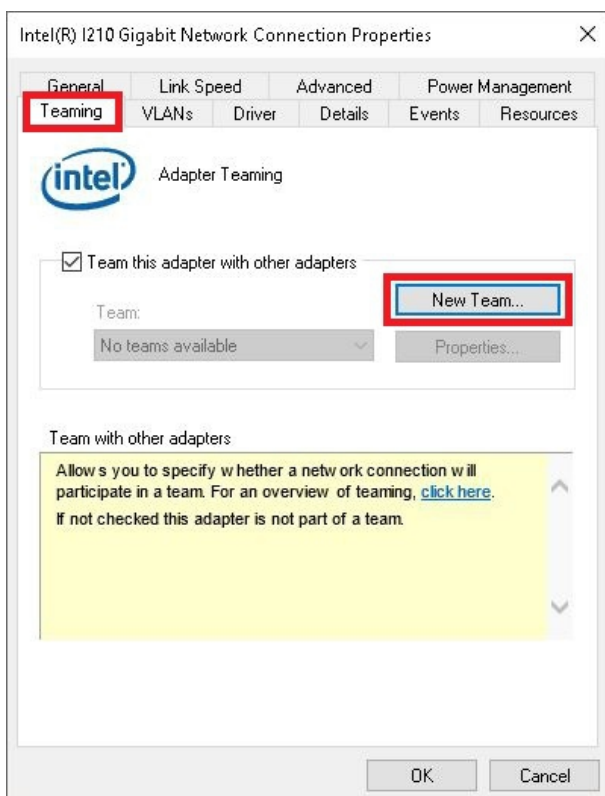 Intel(R) I210 Gigabit Network Connection Properties
General Link Speed Advanced Power Management
Teaming VLANs Driver Details Events Resources
intel
Adapter Teaming
Team this adapter with other adapters
New Team...
Team:
No teams available
Properties...
Team with other adapters
Allows you to specify whether a network connection will
participate in a team. For an overview of teaming, click here.
If not checked this adapter is not part of a team.
OK Cancel